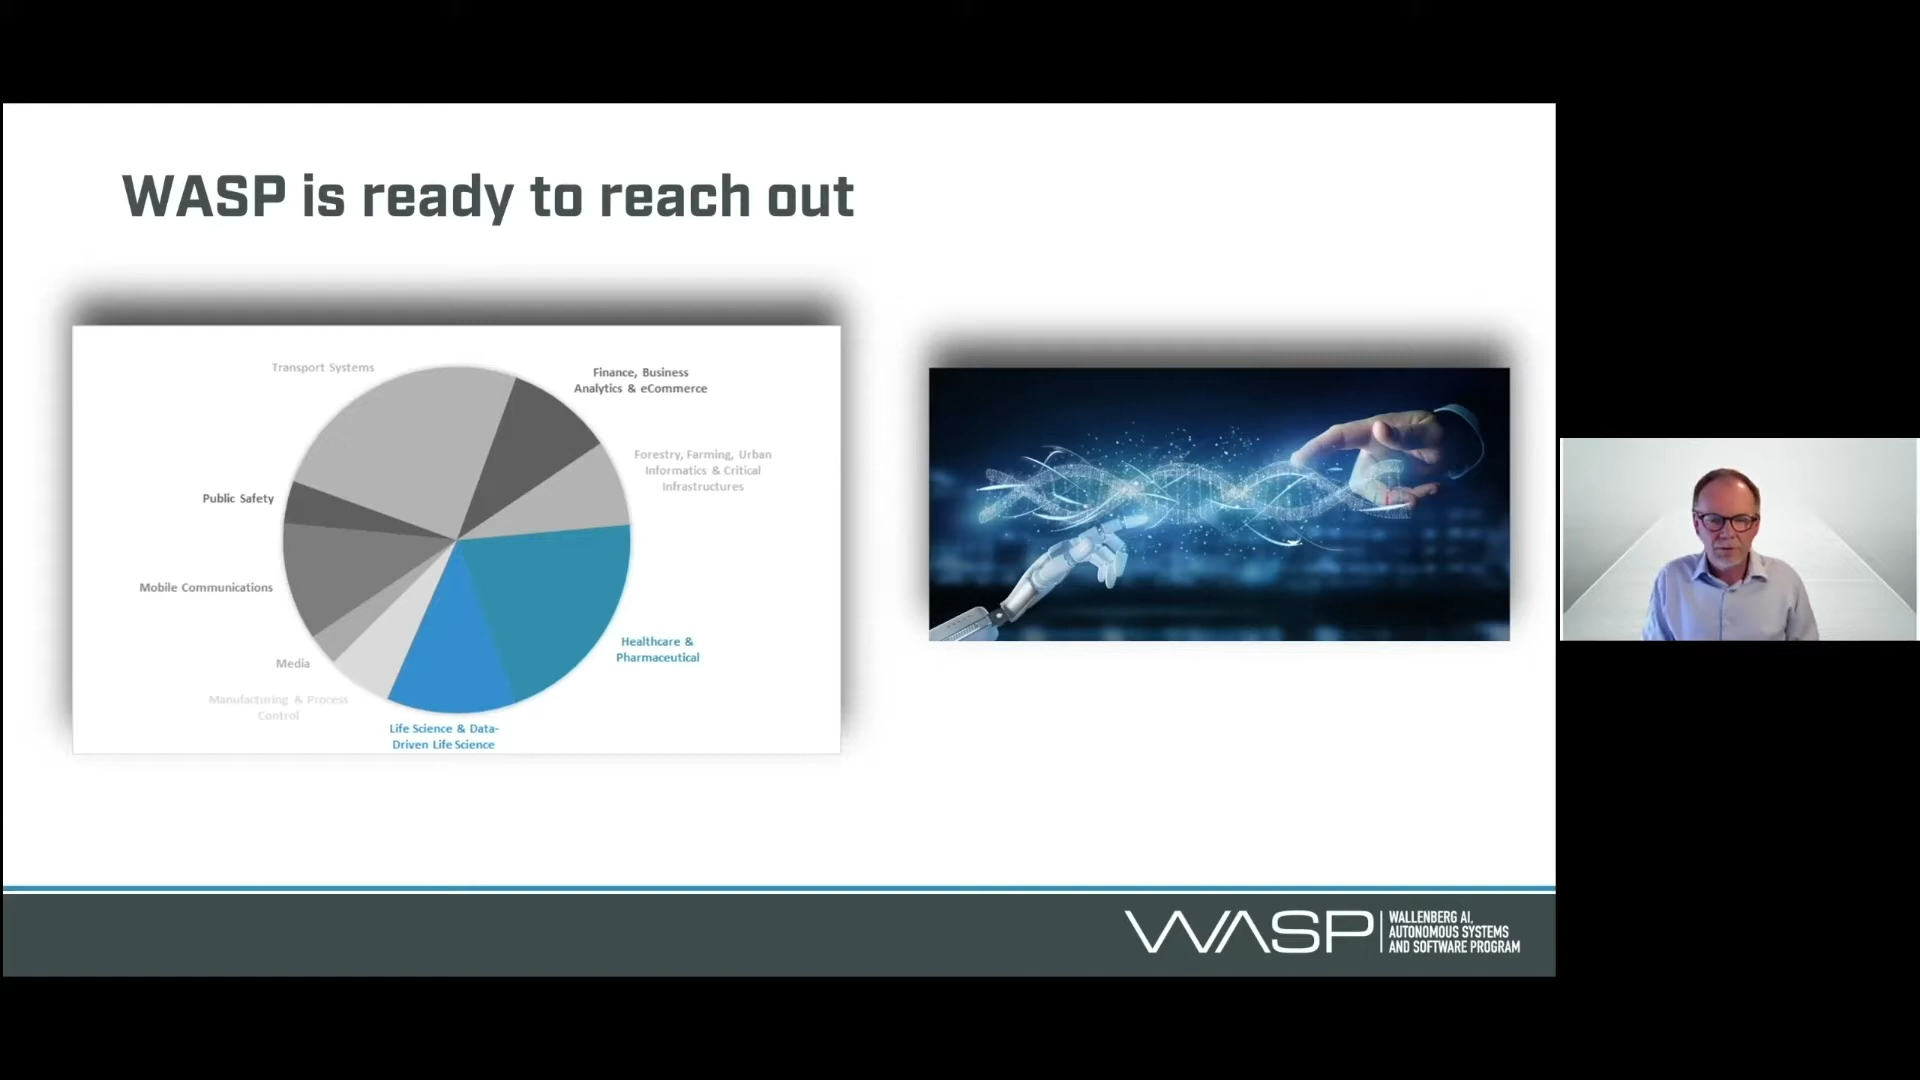 WASP is ready to reach out
Transport Systems
Finance, Business
Analytics & eCommerce
Forestry, Farming, Urban
Informatics & Critical
Infrastructures
Public Safety
Mobile Communications
Healthcare &
Pharmaceutical
Media
Manufacturing & Process
Control
Life Science & Data-
Driven Life Science
WASP
WALLENBERG AI,
AUTONOMOUS SYSTEMS
AND SOFTWARE PROGRAM